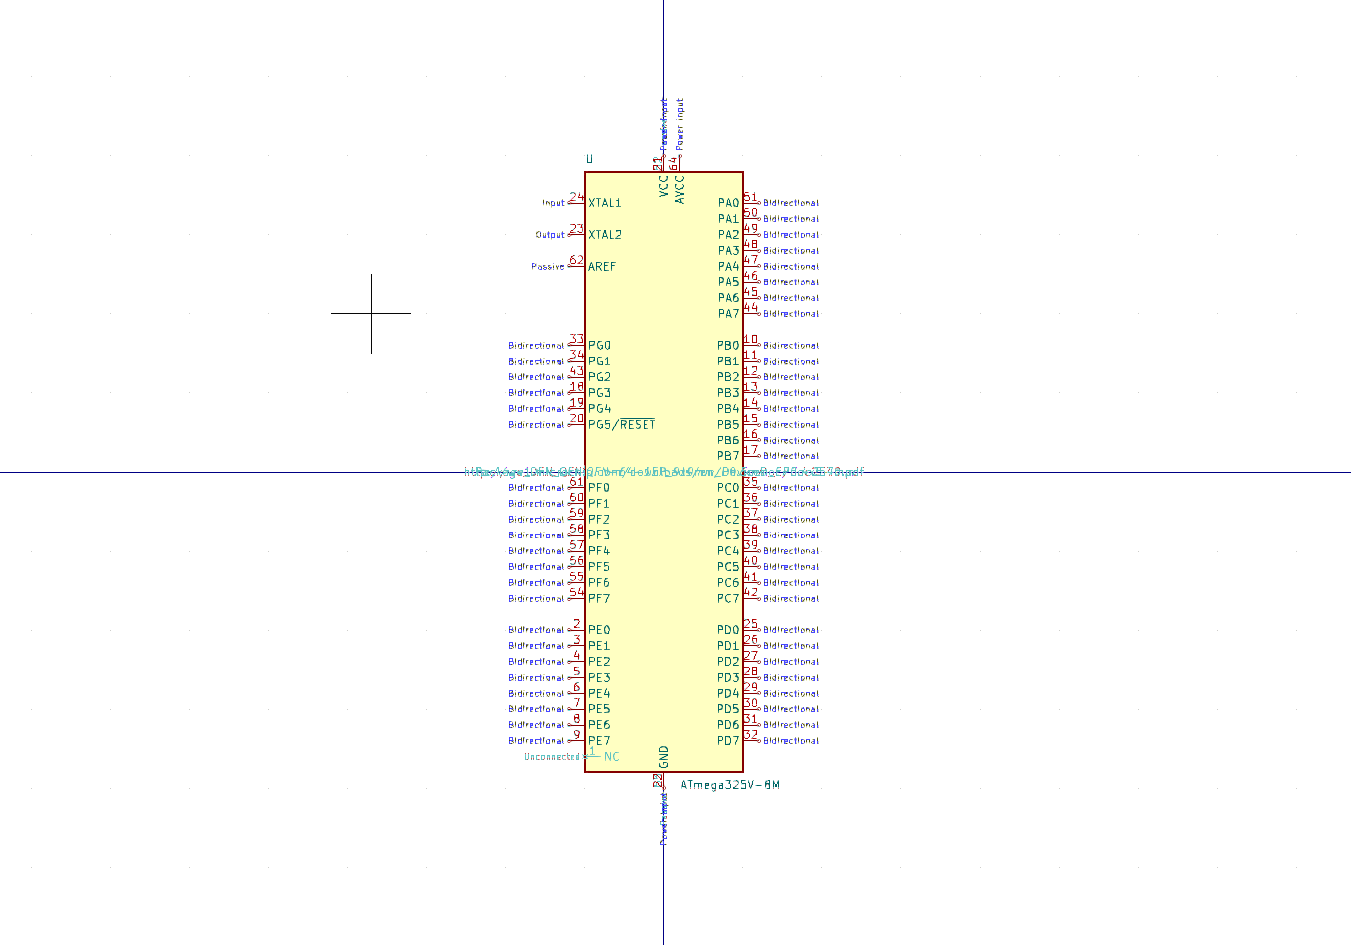 Power input
U
64
VCC
AVCC
Input 24 XTAL1
51 PA0 Bidirectional
50 PA1 Bidirectional
Output 23 XTAL2
49 PA2 Bidirectional
48 PA3 Bidirectional
Passive 62 AREF
47 PA4 Bidirectional
46 PA5 Bidirectional
45 PA6 Bidirectional
44 PA7 Bidirectional
Bidirectional 33 PG0
10 PB0 Bidirectional
Bidirectional 34 PG1
11 PB1 Bidirectional
Bidirectional 43 PG2
12 PB2 Bidirectional
Bidirectional 18 PG3
13 PB3 Bidirectional
Bidirectional 19 PG4
14 PB4 Bidirectional
Bidirectional 20 PG5/RESET
15 PB5 Bidirectional
16 PB6 Bidirectional
17 PB7 Bidirectional
Bidirectional 61 PF0
35 PC0 Bidirectional
Bidirectional 60 PF1
36 PC1 Bidirectional
Bidirectional 59 PF2
37 PC2 Bidirectional
Bidirectional 58 PF3
38 PC3 Bidirectional
Bidirectional 57 PF4
39 PC4 Bidirectional
Bidirectional 56 PF5
40 PC5 Bidirectional
Bidirectional 55 PF6
41 PC6 Bidirectional
Bidirectional 54 PF7
42 PC7 Bidirectional
Bidirectional 2 PE0
25 PD0 Bidirectional
Bidirectional 3 PE1
26 PD1 Bidirectional
Bidirectional 4 PE2
27 PD2 Bidirectional
Bidirectional 5 PE3
28 PD3 Bidirectional
Bidirectional 6 PE4
29 PD4 Bidirectional
Bidirectional 7 PE5
30 PD5 Bidirectional
Bidirectional 8 PE6
31 PD6 Bidirectional
Bidirectional 9 PE7
32 PD7 Bidirectional
Unconnected 1 NC
GND
ATmega325V-8M